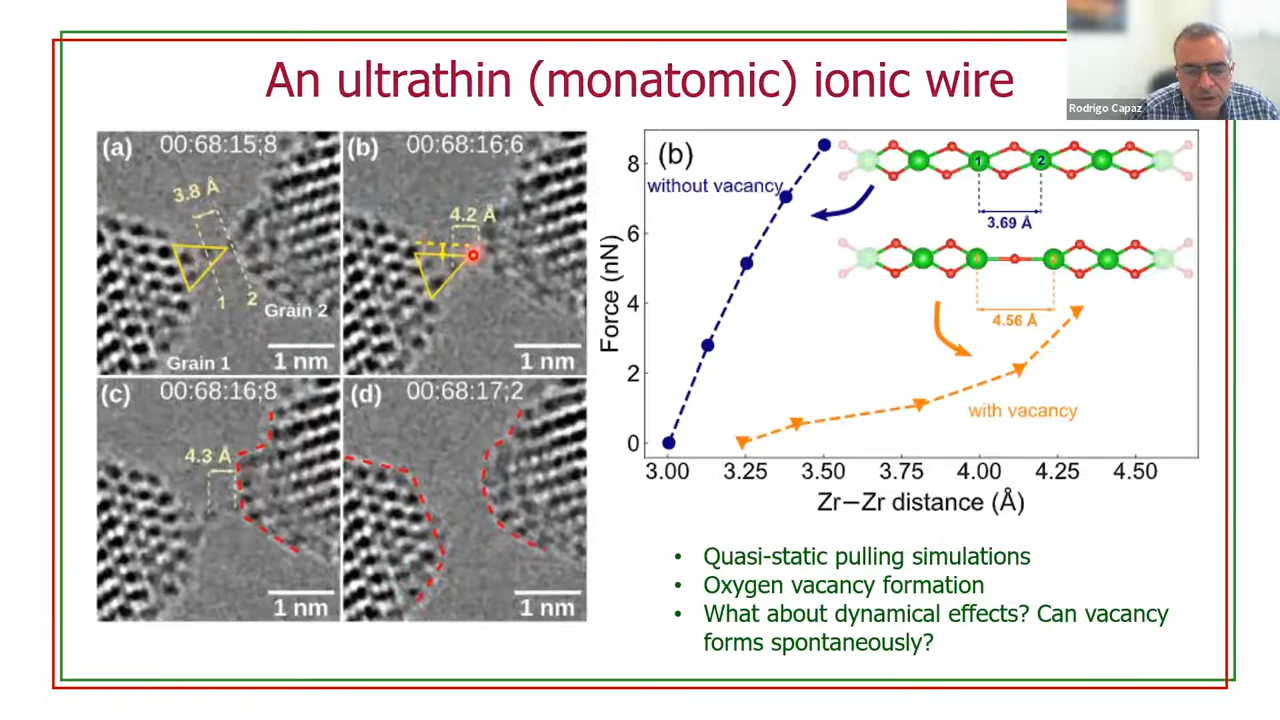 An ultrathin (monatomic) ionic wire
Rodrigo Capaz
(a) 00:68:15;8
3.8 Å
1 2
Grain 2
Grain 1
1 nm
(b) 00:68:16;6
4.2 Å
1 nm
(c) 00:68:16;8
4.3 Å
1 nm
(d) 00:68:17;2
1 nm
(b)
without vacancy
1 2
3.69 Å
4.56 Å
with vacancy
Force (nN)
8
6
4
2
0
3.00 3.25 3.50 3.75 4.00 4.25 4.50
Zr−Zr distance (Å)
• Quasi-static pulling simulations
• Oxygen vacancy formation
• What about dynamical effects? Can vacancy
forms spontaneously?